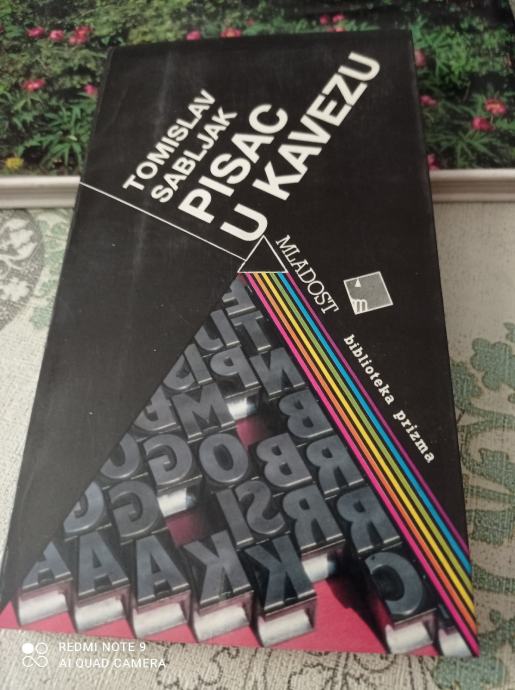 TOMISLAV
SABLJAK
PISAC
U KAVEZU
MLADOST
biblioteka prizma
REDMI NOTE 9
AI QUAD CAMERA